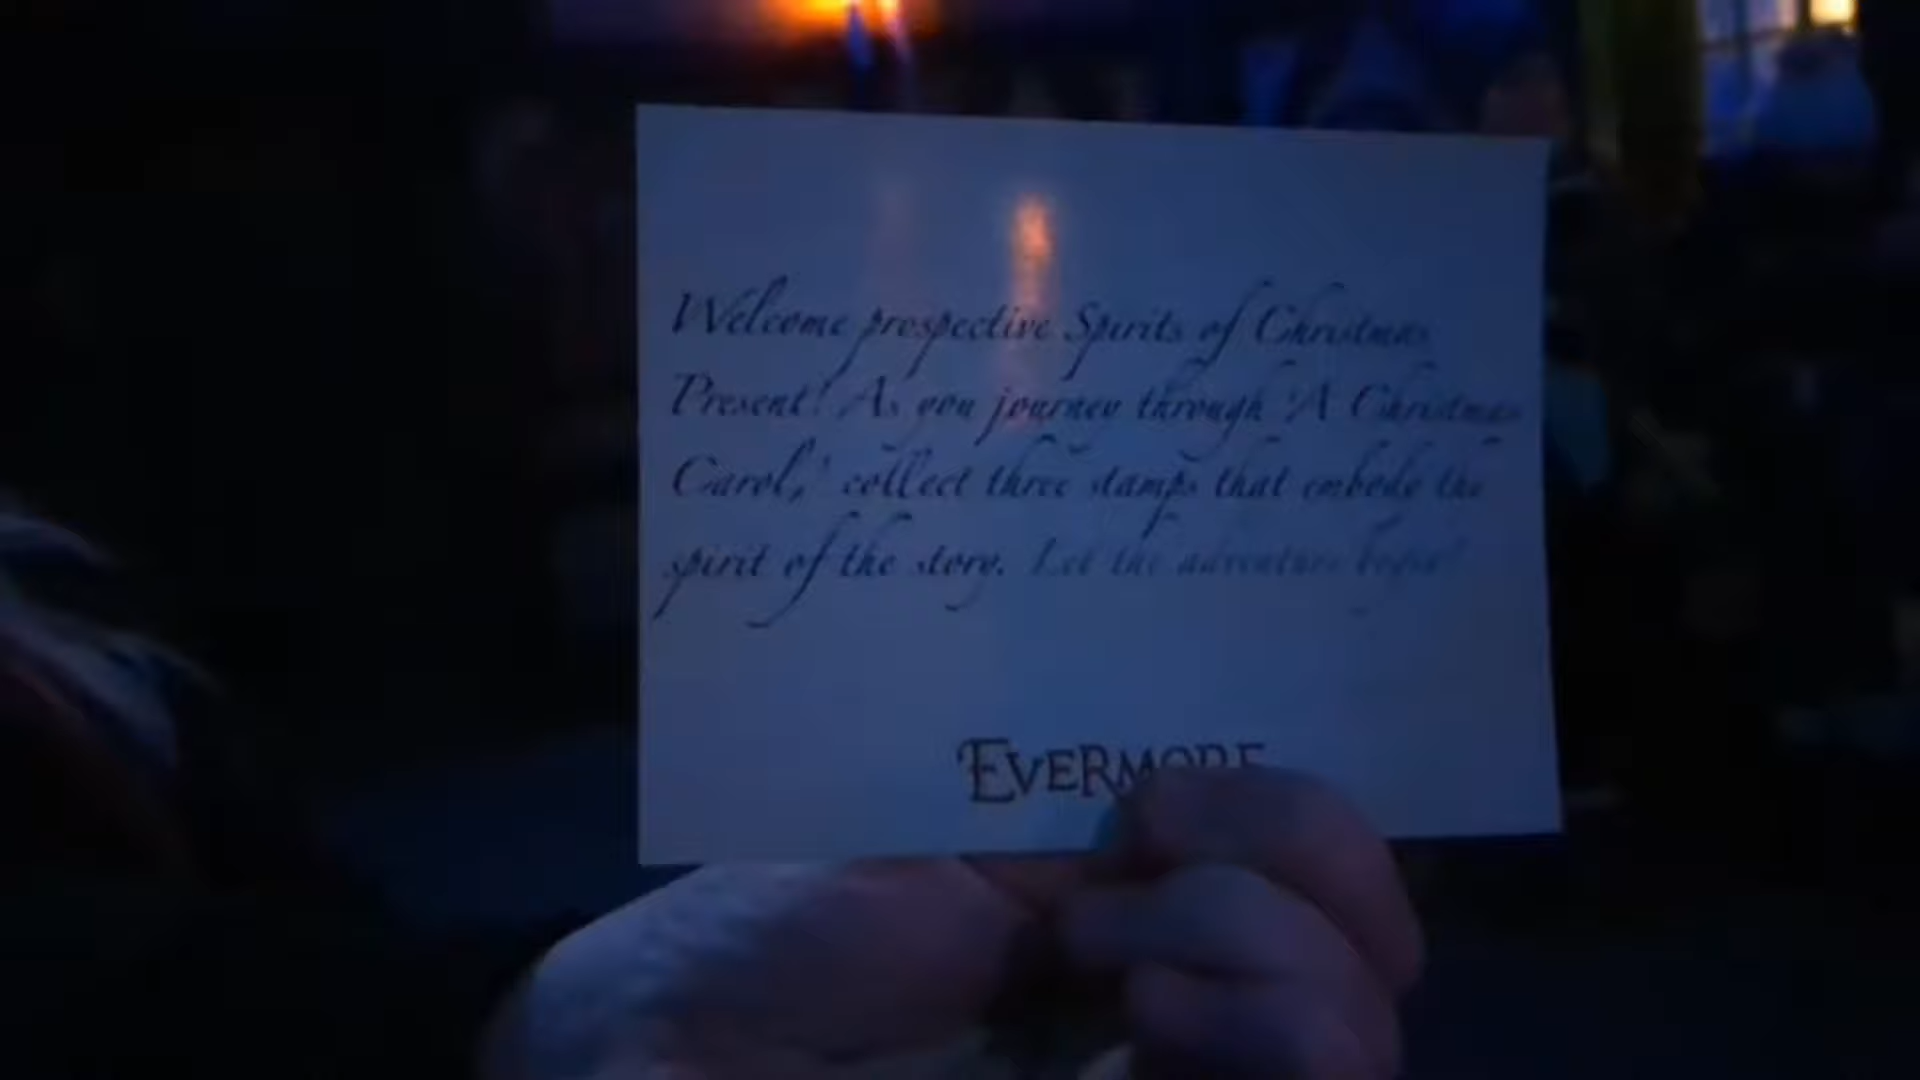 Welcome prospective Spirits of Christmas
Present! As you journey through 'A Christmas
Carol,' collect three stamps that embody the
spirit of the story. Let the adventure begin!
EVERMORE